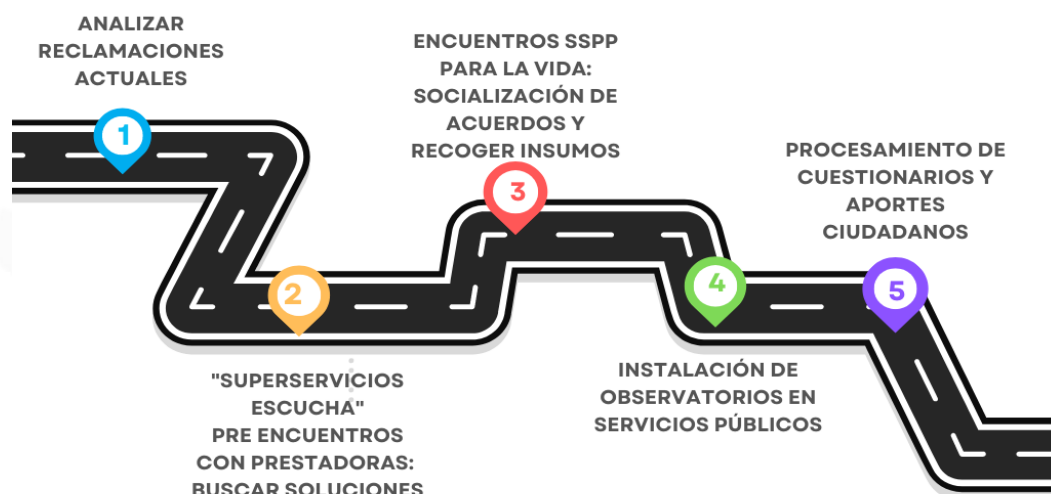 ANALIZAR
RECLAMACIONES
ACTUALES
1
2
"SUPERSERVICIOS
ESCUCHA"
PRE ENCUENTROS
CON PRESTADORAS:
BUSCAR SOLUCIONES
ENCUENTROS SSPP
PARA LA VIDA:
SOCIALIZACIÓN DE
ACUERDOS Y
RECOGER INSUMOS
3
4
INSTALACIÓN DE
OBSERVATORIOS EN
SERVICIOS PÚBLICOS
PROCESAMIENTO DE
CUESTIONARIOS Y
APORTES
CIUDADANOS
5